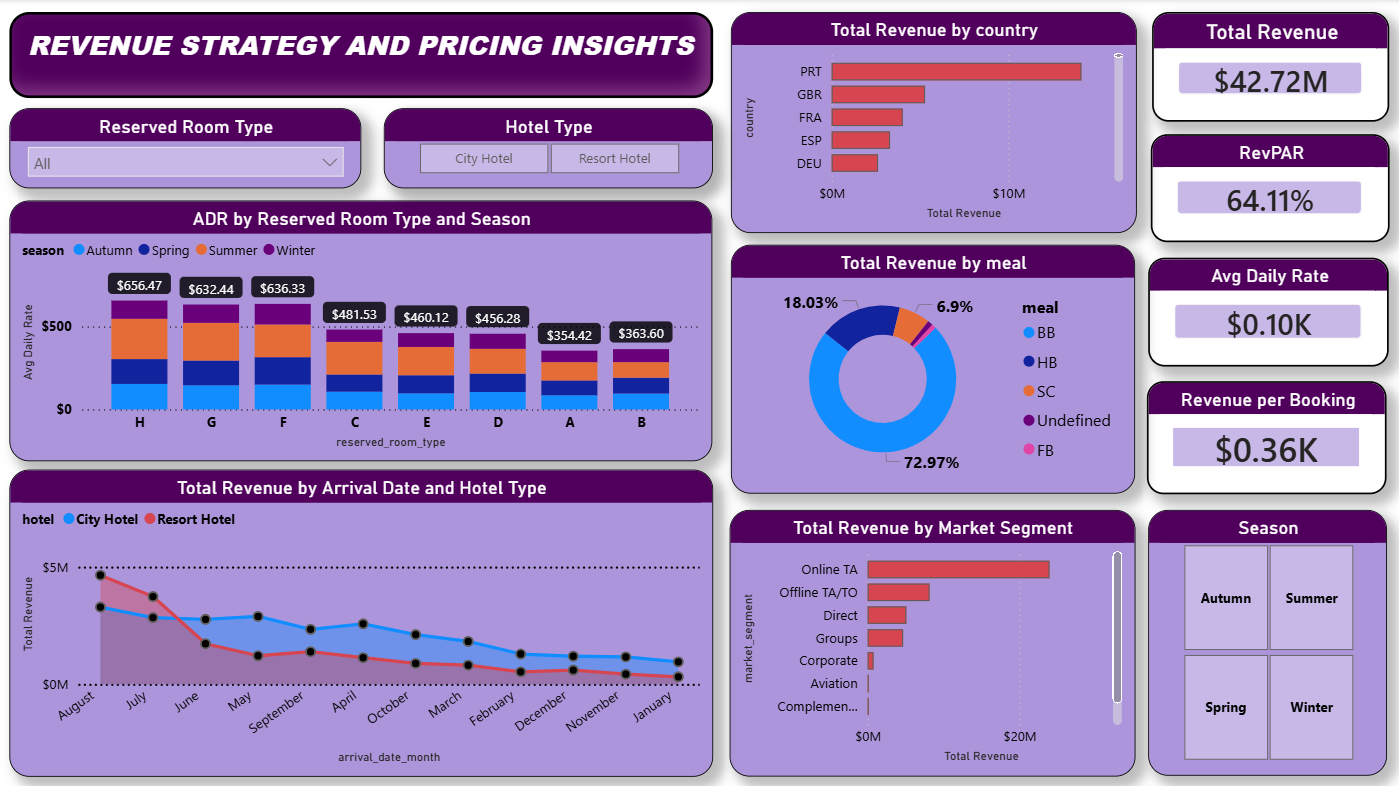 REVENUE STRATEGY AND PRICING INSIGHTS
Reserved Room Type
All
Hotel Type
City Hotel
Resort Hotel
ADR by Reserved Room Type and Season
season Autumn Spring Summer Winter
Avg Daily Rate
$500
$0
$656.47
$632.44
$636.33
$481.53
$460.12
$456.28
$354.42
$363.60
H G F C E D A B
reserved_room_type
Total Revenue by Arrival Date and Hotel Type
hotel City Hotel Resort Hotel
Total Revenue
$5M
$0M
August July June May September April October March February December November January
arrival_date_month
Total Revenue by country
country
PRT
GBR
FRA
ESP
DEU
$0M $10M
Total Revenue
Total Revenue by meal
18.03%
6.9%
72.97%
meal
BB
HB
SC
Undefined
FB
Total Revenue by Market Segment
market_segment
Online TA
Offline TA/TO
Direct
Groups
Corporate
Aviation
Complemen...
$0M $20M
Total Revenue
Total Revenue
$42.72M
RevPAR
64.11%
Avg Daily Rate
$0.10K
Revenue per Booking
$0.36K
Season
Autumn Summer
Spring Winter